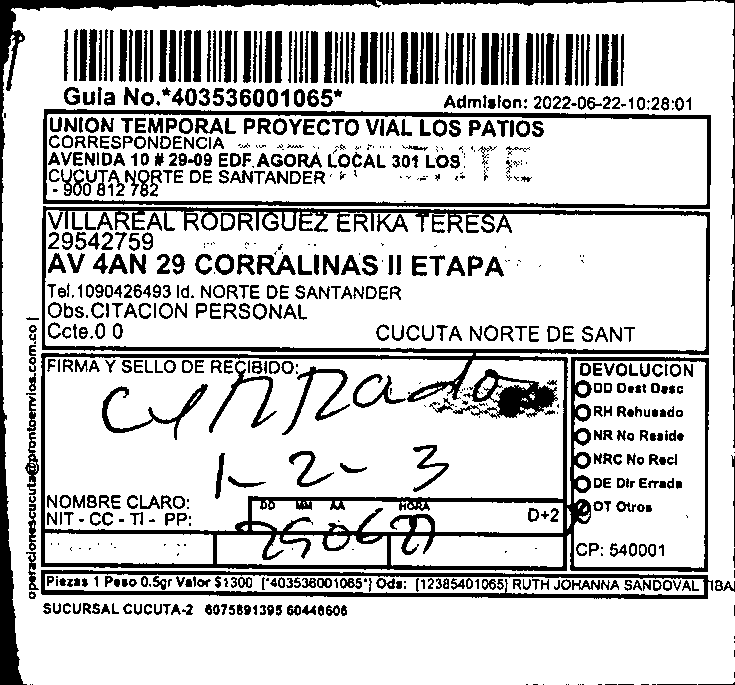 Guia No.*403536001065*
Admision: 2022-06-22-10:28:01
UNION TEMPORAL PROYECTO VIAL LOS PATIOS
CORRESPONDENCIA
AVENIDA 10 # 29-09 EDF. AGORA LOCAL 301 LOS
CUCUTA NORTE DE SANTANDER
- 900 812 782
VILLAREAL RODRIGUEZ ERIKA TERESA
29542759
AV 4AN 29 CORRALINAS II ETAPA
Tel.1090426493 Id. NORTE DE SANTANDER
Obs.CITACION PERSONAL
Ccte.0 0
CUCUTA NORTE DE SANT
operacionescucuta@prontoenvios.com.co |
FIRMA Y SELLO DE RECIBIDO:
Cerrado
1-2-3
NOMBRE CLARO:
NIT - CC - TI - PP:
DD MM AA HORA
D+2
DEVOLUCION
DD Dest Desc
RH Rehusado
NR No Reside
NRC No Recl
DE Dir Errada
OT Otros
CP: 540001
Piezas 1 Peso 0.5gr Valor $1300 [*403536001065*] Ods: [12385401065] RUTH JOHANNA SANDOVAL TIBA
SUCURSAL CUCUTA-2 6075891395 60446606